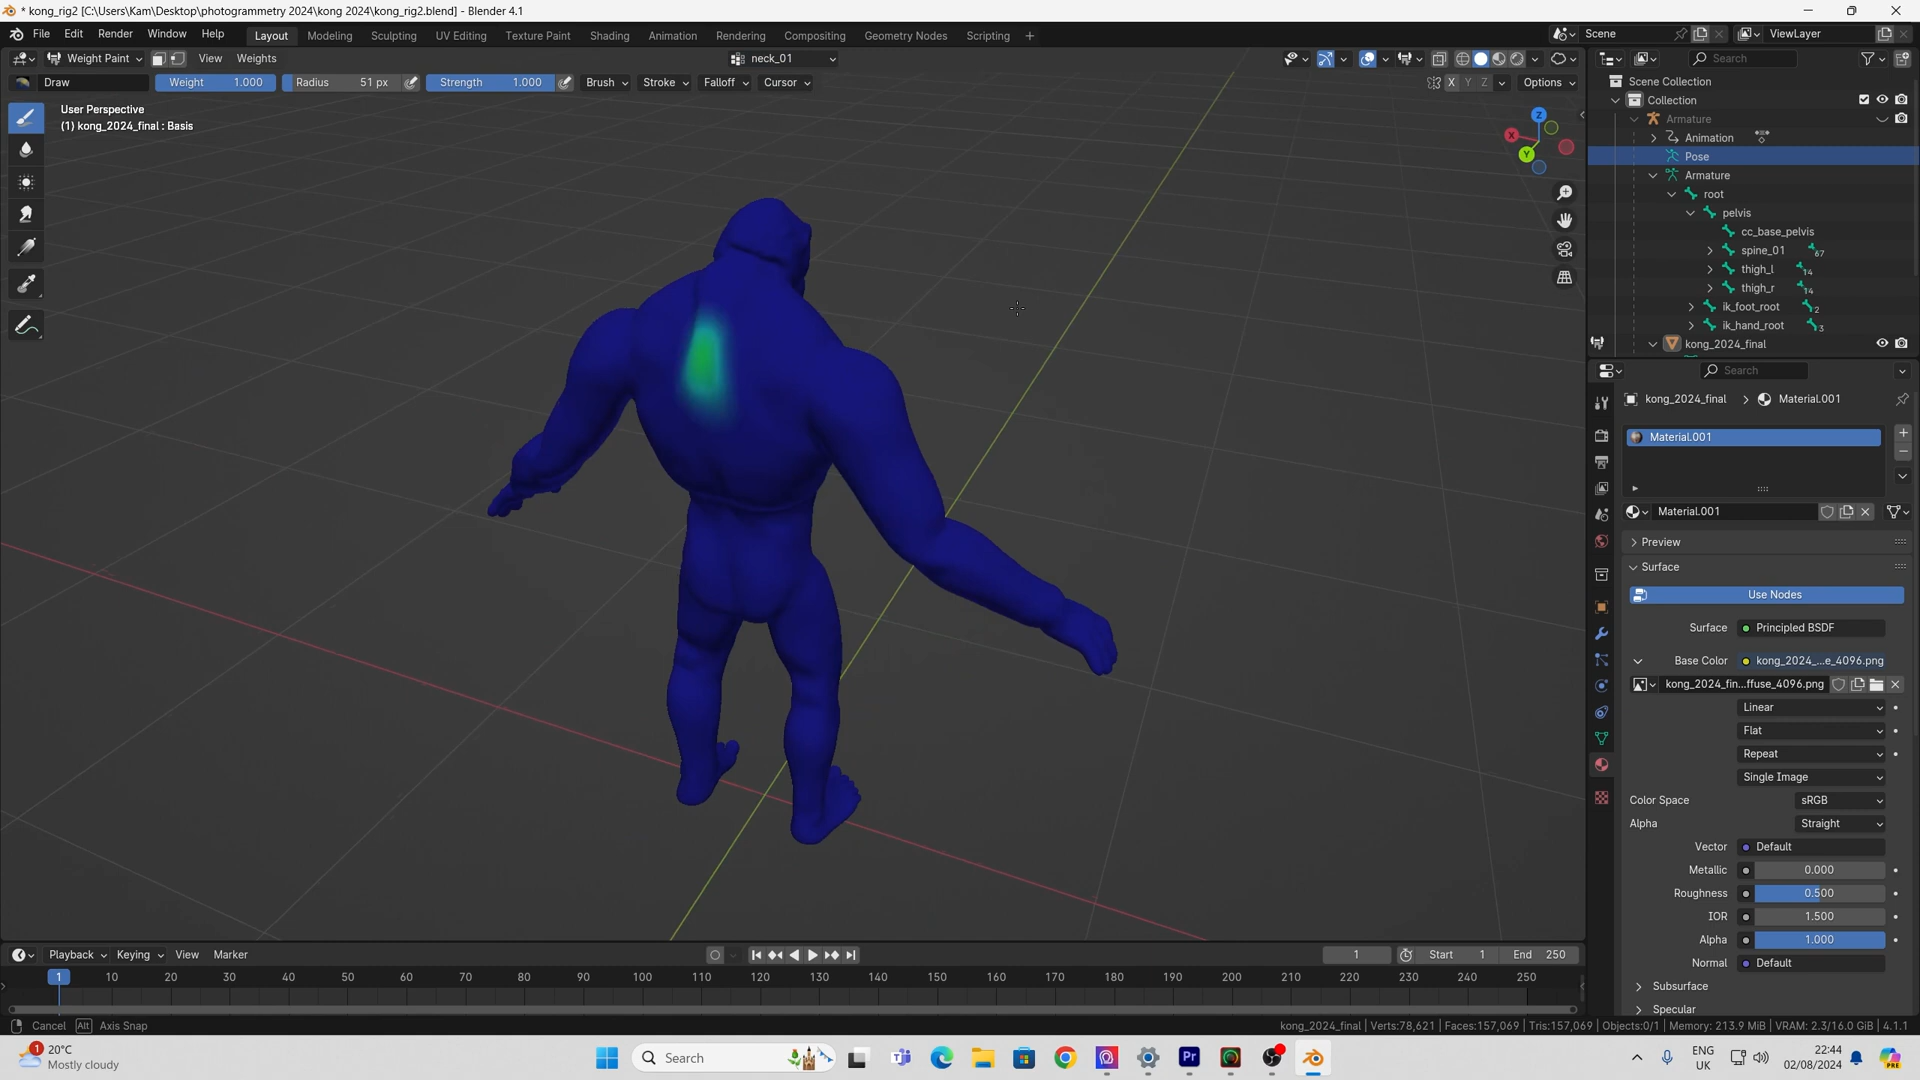 * kong_rig2 [C:\Users\Kam\Desktop\photogrammetry 2024\kong 2024\kong_rig2.blend] - Blender 4.1
File Edit Render Window Help Layout Modeling Sculpting UV Editing Texture Paint Shading Animation Rendering Compositing Geometry Nodes Scripting + Scene ViewLayer
Weight Paint View Weights neck_01 Search
Draw Weight 1.000 Radius 51 px Strength 1.000 Brush Stroke Falloff Cursor X Y Z Options
User Perspective
(1) kong_2024_final : Basis
Z
X
Y
Scene Collection
Collection
Armature
Animation
Pose
Armature
root
pelvis
cc_base_pelvis
spine_01 67
thigh_l 14
thigh_r 14
ik_foot_root 2
ik_hand_root 3
kong_2024_final
Search
kong_2024_final > Material.001
Material.001
Material.001
Preview
Surface
Use Nodes
Surface Principled BSDF
Base Color kong_2024_...e_4096.png
kong_2024_fin...ffuse_4096.png
Linear
Flat
Repeat
Single Image
Color Space sRGB
Alpha Straight
Vector Default
Metallic 0.000
Roughness 0.500
IOR 1.500
Alpha 1.000
Normal Default
Subsurface
Specular
Playback Keying View Marker 1 Start 1 End 250
1 10 20 30 40 50 60 70 80 90 100 110 120 130 140 150 160 170 180 190 200 210 220 230 240 250
Cancel Alt Axis Snap kong_2024_final | Verts:78,621 | Faces:157,069 | Tris:157,069 | Objects:0/1 | Memory: 213.9 MiB | VRAM: 2.3/16.0 GiB | 4.1.1
1 20°C
Mostly cloudy
Search
Pr
PRE
ENG
UK
22:44
02/08/2024